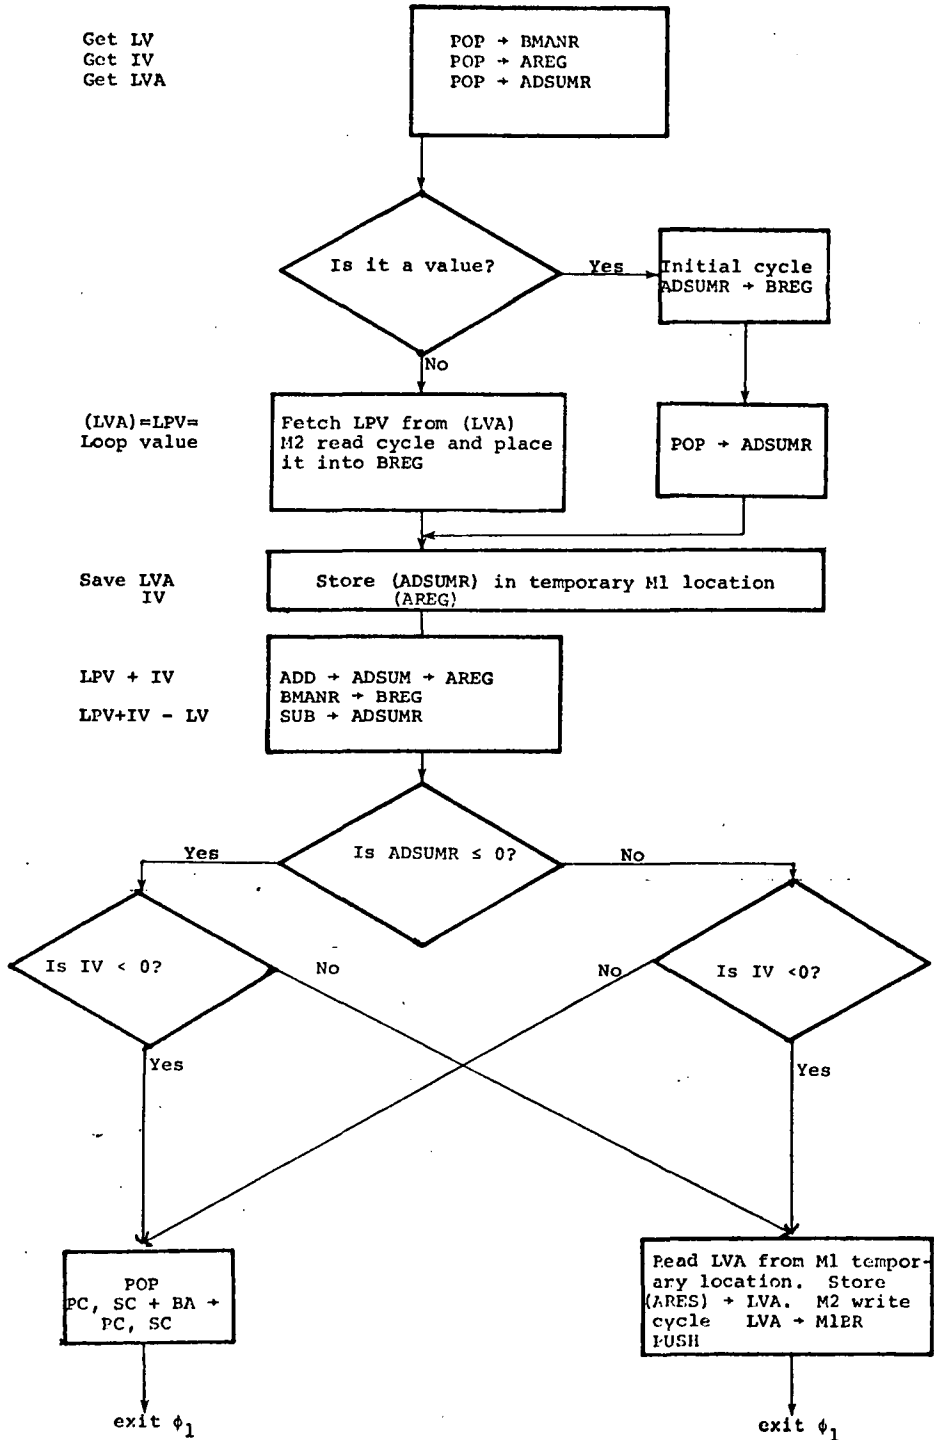 Get LV
Get IV
Get LVA
POP → BMANR
POP → AREG
POP → ADSUMR
Is it a value?
Yes
Initial cycle
ADSUMR → BREG
No
(LVA)=LPV=
Loop value
Fetch LPV from (LVA)
M2 read cycle and place
it into BREG
POP → ADSUMR
Save LVA
IV
Store (ADSUMR) in temporary M1 location
(AREG)
LPV + IV
LPV+IV - LV
ADD → ADSUM → AREG
BMANR → BREG
SUB → ADSUMR
Is ADSUMR ≤ 0?
Yes
No
Is IV < 0?
No
No
Is IV <0?
Yes
Yes
POP
PC, SC + BA →
PC, SC
Read LVA from M1 tempor-
ary location. Store
(ARES) → LVA. M2 write
cycle LVA → M1BR
PUSH
exit ϕ1
exit ϕ1